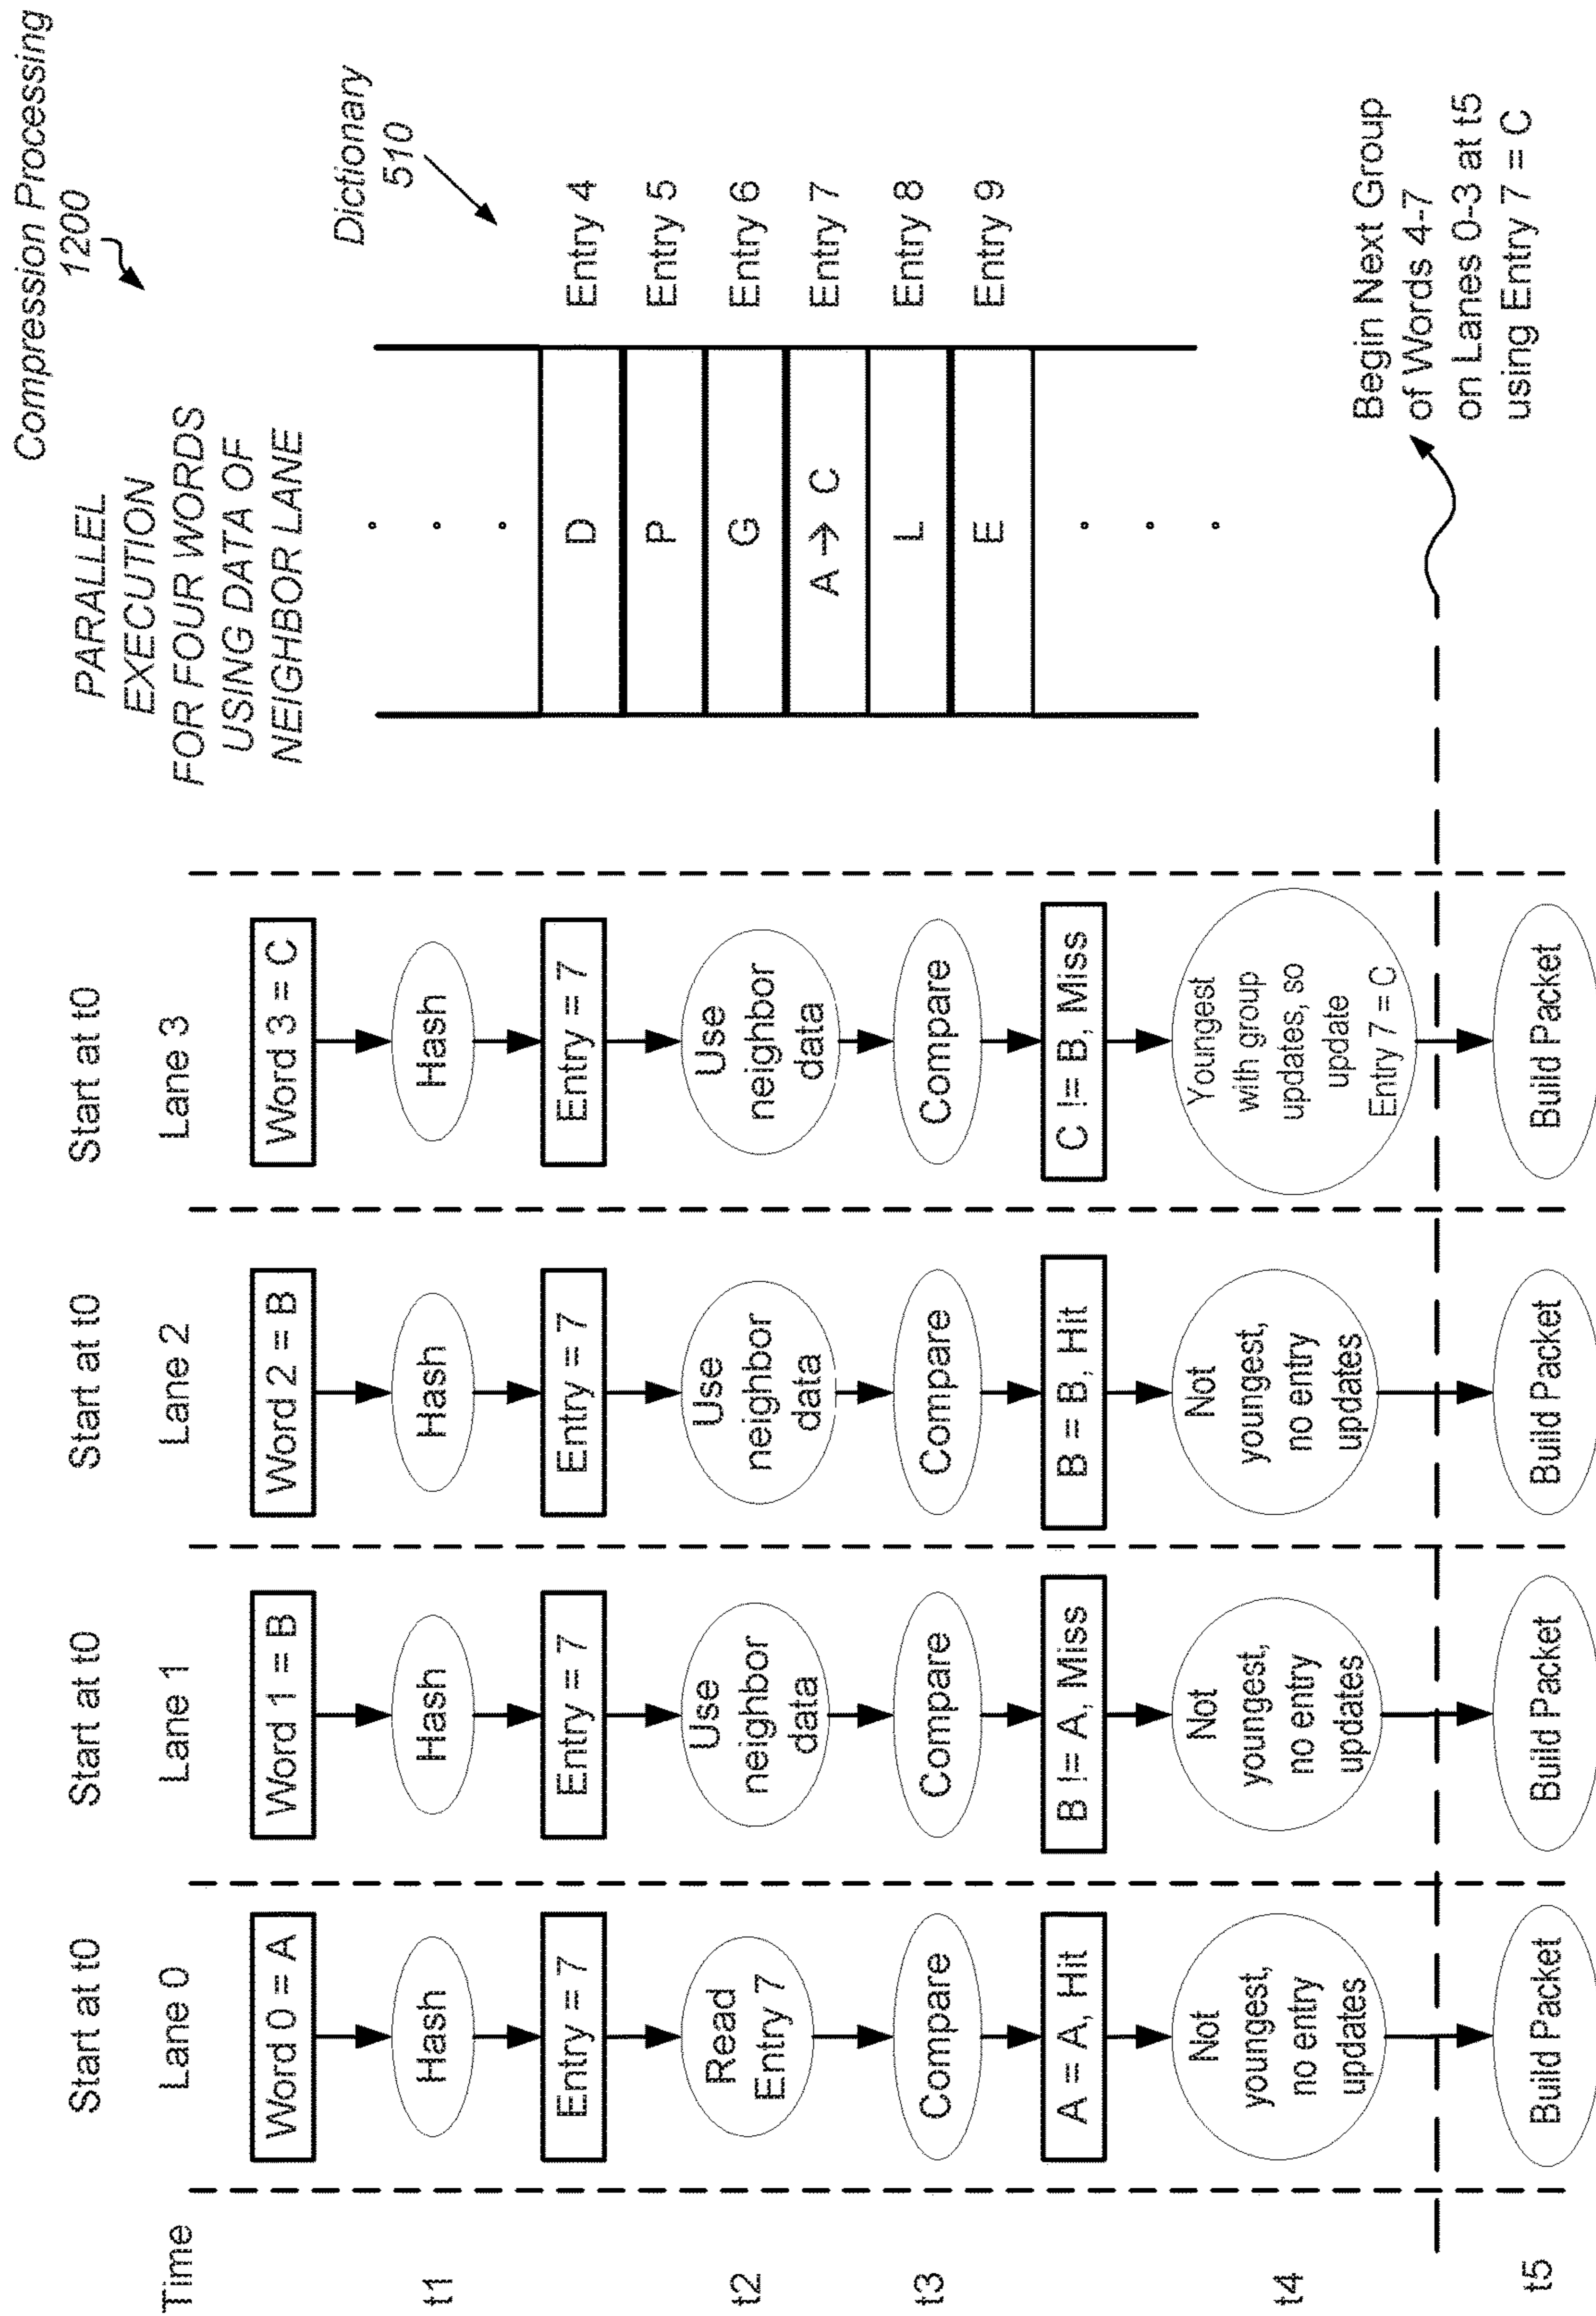 Compression Processing
1200
PARALLEL
EXECUTION
FOR FOUR WORDS
USING DATA OF
NEIGHBOR LANE
Dictionary
510
Time
Start at t0
Start at t0
Start at t0
Start at t0
Lane 0
Lane 1
Lane 2
Lane 3
Word 0 = A
Word 1 = B
Word 2 = B
Word 3 = C
t1
Hash
Hash
Hash
Hash
Entry = 7
Entry = 7
Entry = 7
Entry = 7
t2
Read
Entry 7
Use
neighbor
data
Use
neighbor
data
Use
neighbor
data
t3
Compare
Compare
Compare
Compare
A = A, Hit
B != A, Miss
B = B, Hit
C != B, Miss
t4
Not
youngest,
no entry
updates
Not
youngest,
no entry
updates
Not
youngest,
no entry
updates
Youngest
with group
updates, so
update
Entry 7 = C
t5
Build Packet
Build Packet
Build Packet
Build Packet
D
Entry 4
P
Entry 5
G
Entry 6
A → C
Entry 7
L
Entry 8
E
Entry 9
Begin Next Group
of Words 4-7
on Lanes 0-3 at t5
using Entry 7 = C